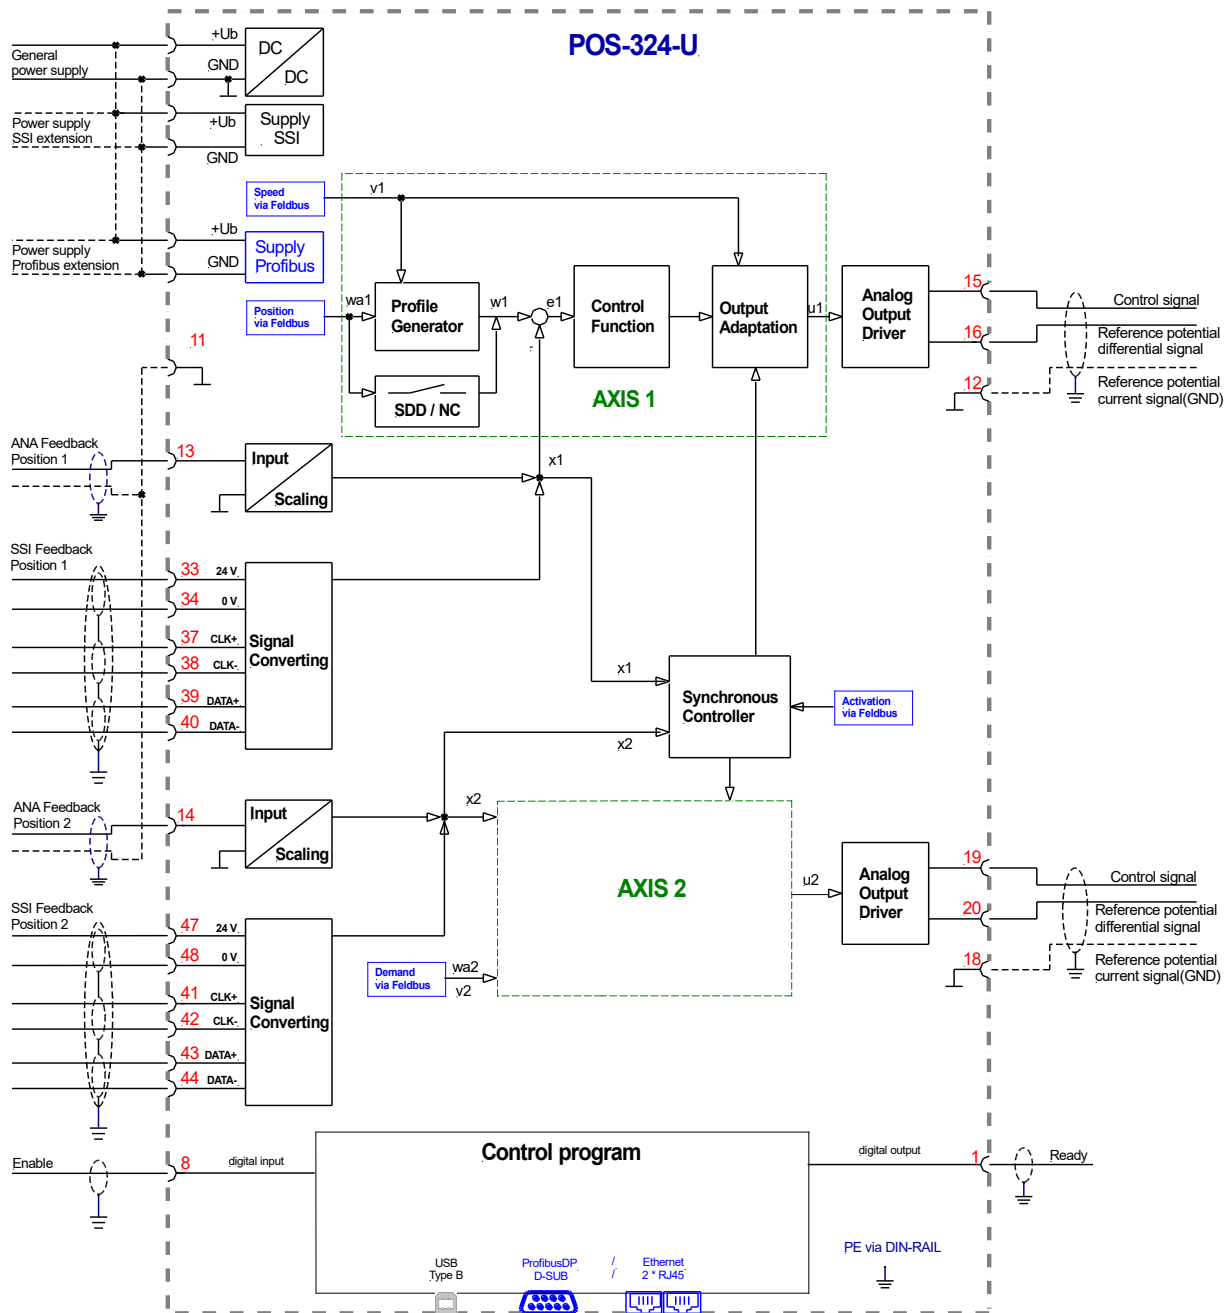 POS-324-U
General
power supply
+Ub
GND
DC
DC
Power supply
SSI extension
+Ub
GND
Supply
SSI
Speed
via Feldbus
v1
Power supply
Profibus extension
+Ub
GND
Supply
Profibus
Position
via Feldbus
wa1
Profile
Generator
w1
e1
-
Control
Function
Output
Adaptation
u1
Analog
Output
Driver
15
Control signal
16
Reference potential
differential signal
12
Reference potential
current signal(GND)
11
SDD / NC
AXIS 1
ANA Feedback
Position 1
13
Input
Scaling
x1
SSI Feedback
Position 1
33 24 V
34 0 V
37 CLK+
38 CLK-
39 DATA+
40 DATA-
Signal
Converting
x1
x2
Synchronous
Controller
Activation
via Feldbus
ANA Feedback
Position 2
14
Input
Scaling
x2
AXIS 2
u2
Analog
Output
Driver
19
Control signal
20
Reference potential
differential signal
18
Reference potential
current signal(GND)
SSI Feedback
Position 2
47 24 V
48 0 V
41 CLK+
42 CLK-
43 DATA+
44 DATA-
Signal
Converting
Demand
via Feldbus
wa2
v2
Enable
8
digital input
Control program
digital output
1
Ready
USB
Type B
ProfibusDP
D-SUB
/
/
Ethernet
2 * RJ45
PE via DIN-RAIL